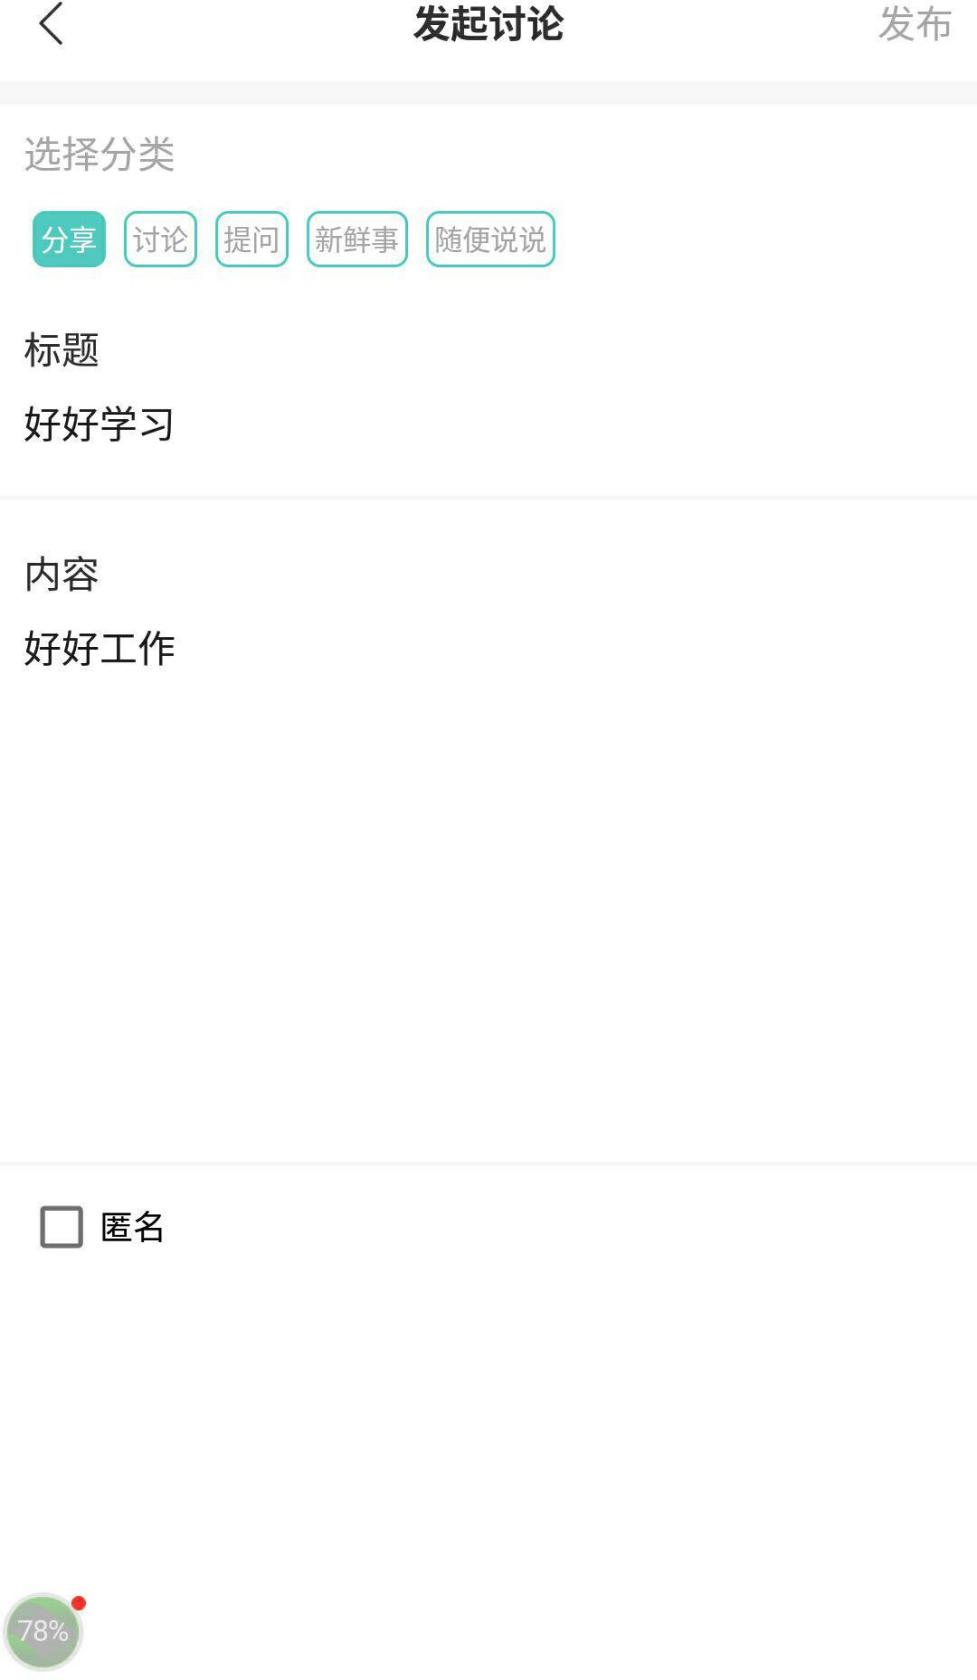 发起讨论 发布
选择分类
分享 讨论 提问 新鲜事 随便说说
标题
好好学习
内容
好好工作
匿名
78%